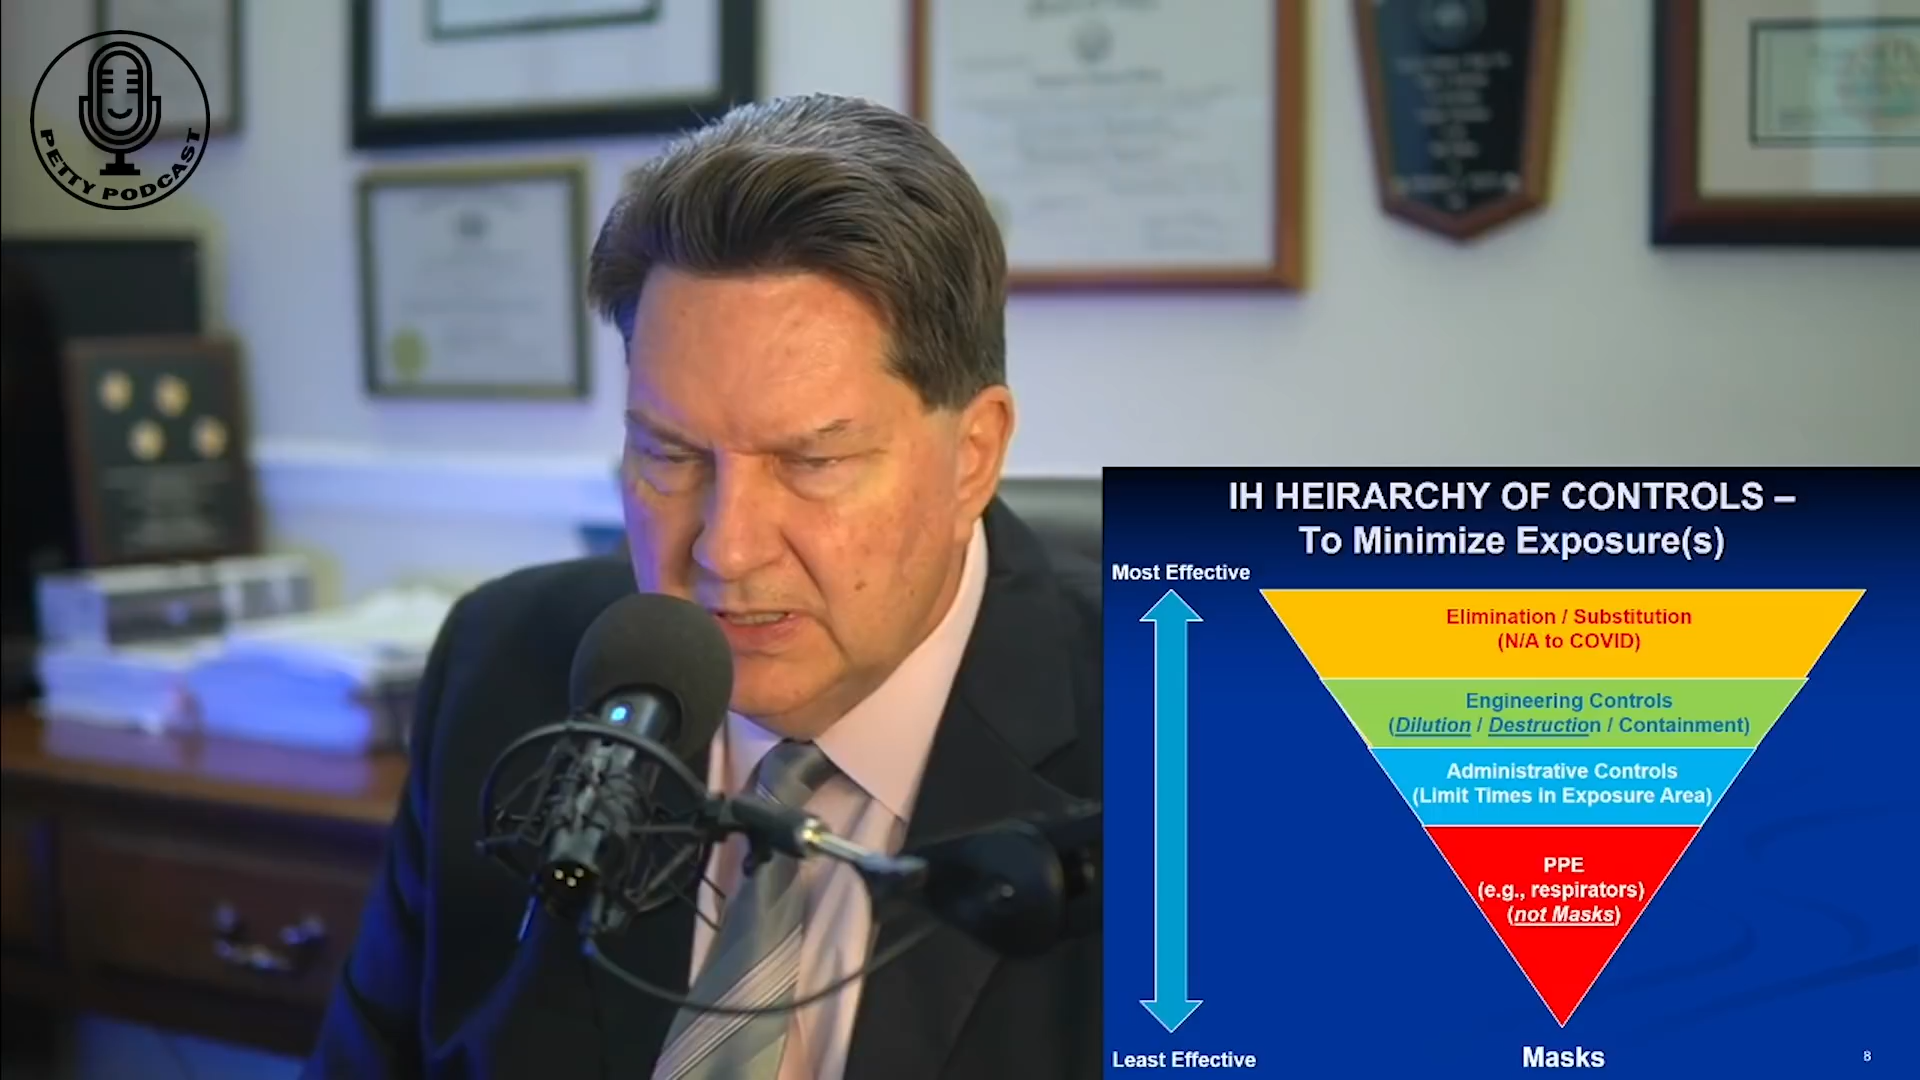 PETTY PODCAST
IH HEIRARCHY OF CONTROLS –
To Minimize Exposure(s)
Most Effective
Elimination / Substitution
(N/A to COVID)
Engineering Controls
(Dilution / Destruction / Containment)
Administrative Controls
(Limit Times in Exposure Area)
PPE
(e.g., respirators)
(not Masks)
Least Effective
Masks
8